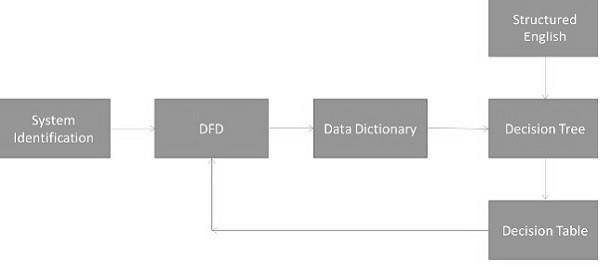 Structured
English
System
Identification
DFD
Data Dictionary
Decision Tree
Decision Table